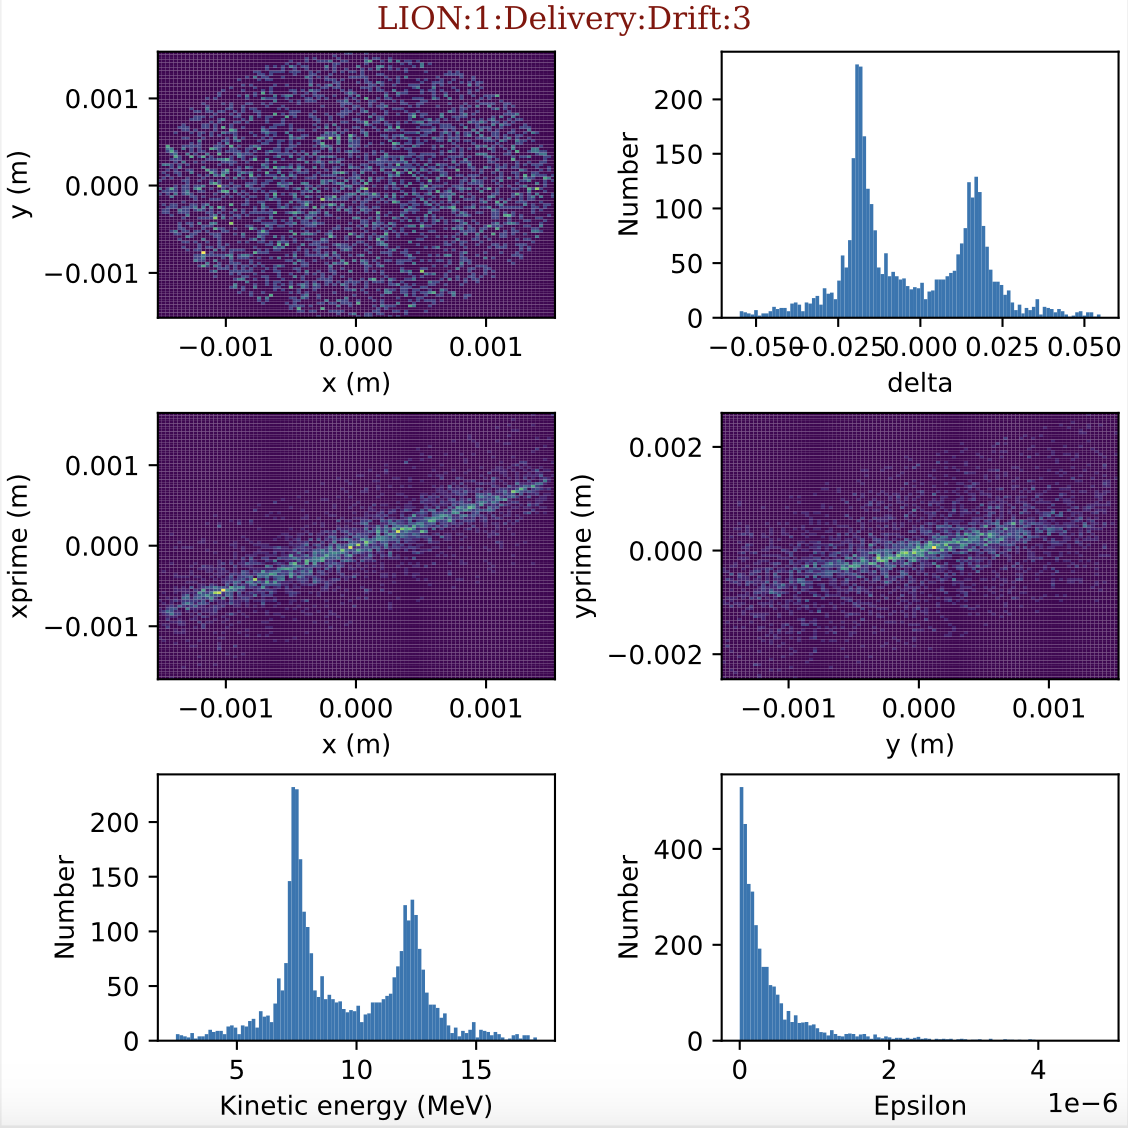 LION:1:Delivery:Drift:3
0.001
0.000
−0.001
y (m)
−0.001 0.000 0.001
x (m)
200
150
100
50
0
Number
−0.050 −0.025 0.000 0.025 0.050
delta
0.001
0.000
−0.001
xprime (m)
−0.001 0.000 0.001
x (m)
0.002
0.000
−0.002
yprime (m)
−0.001 0.000 0.001
y (m)
200
150
100
50
0
Number
5 10 15
Kinetic energy (MeV)
400
200
0
Number
0 2 4
1e−6
Epsilon